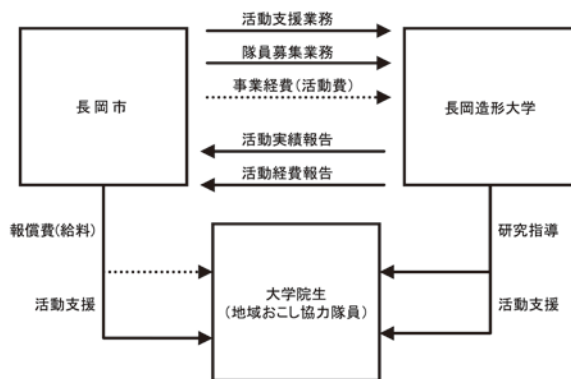 活動支援業務
隊員募集業務
事業経費(活動費)
長岡市
長岡造形大学
活動実績報告
活動経費報告
報償費(給料)
研究指導
大学院生
(地域おこし協力隊員)
活動支援
活動支援